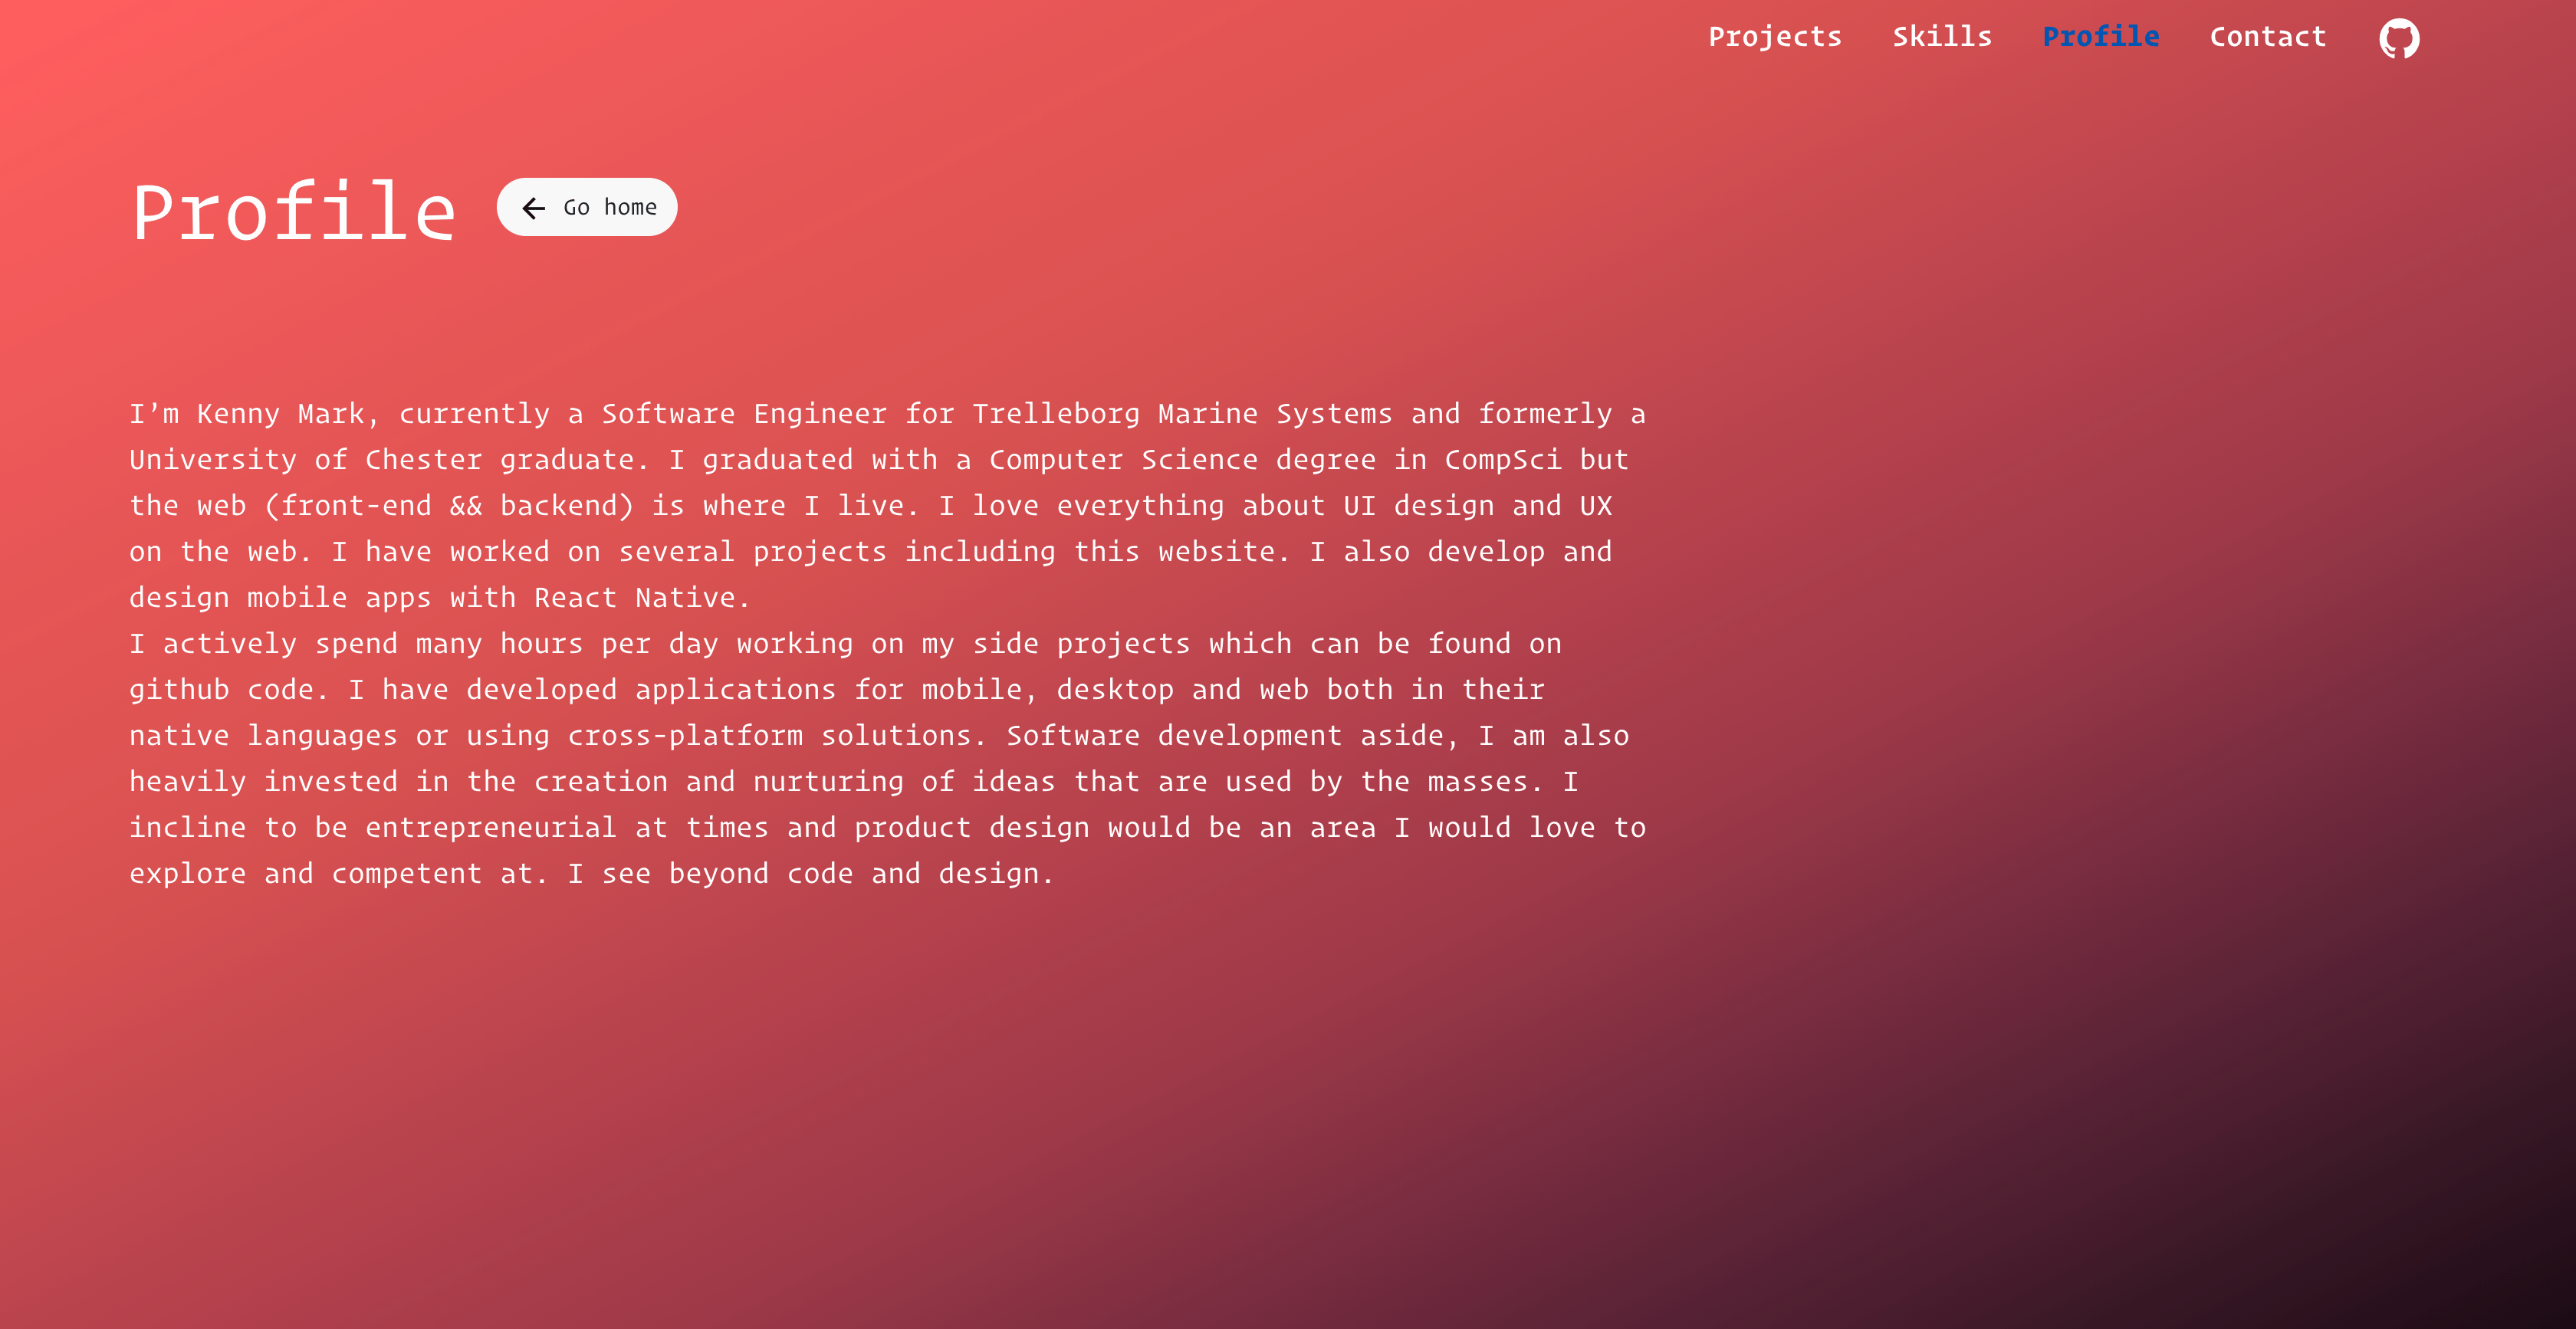 Projects Skills Profile Contact
Profile
Go home
I’m Kenny Mark, currently a Software Engineer for Trelleborg Marine Systems and formerly a
University of Chester graduate. I graduated with a Computer Science degree in CompSci but
the web (front-end && backend) is where I live. I love everything about UI design and UX
on the web. I have worked on several projects including this website. I also develop and
design mobile apps with React Native.
I actively spend many hours per day working on my side projects which can be found on
github code. I have developed applications for mobile, desktop and web both in their
native languages or using cross-platform solutions. Software development aside, I am also
heavily invested in the creation and nurturing of ideas that are used by the masses. I
incline to be entrepreneurial at times and product design would be an area I would love to
explore and competent at. I see beyond code and design.